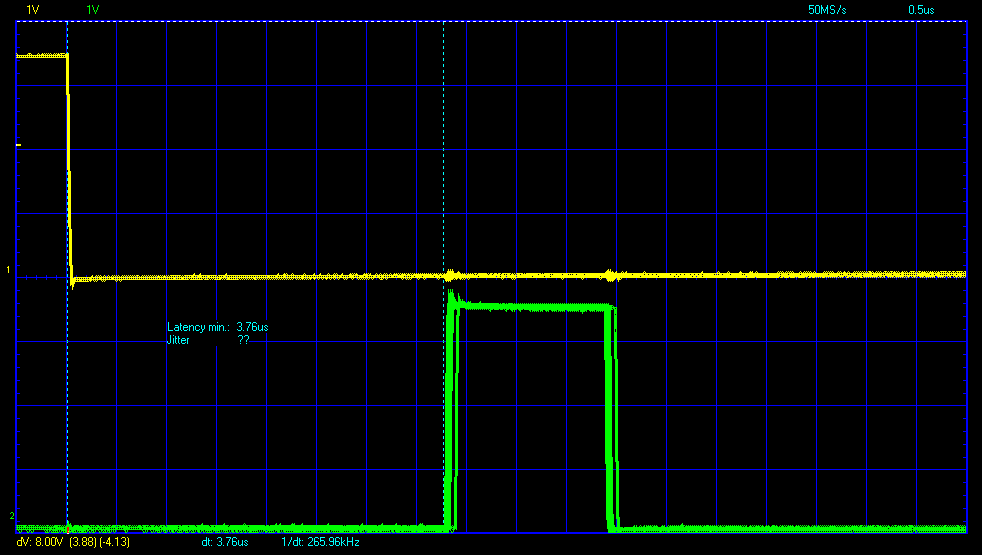 1V 1V 50MS/s 0.5us
1
Latency min.: 3.76us
Jitter ??
2
dV: 8.00V (3.88) (-4.13) dt: 3.76us 1/dt: 265.96kHz